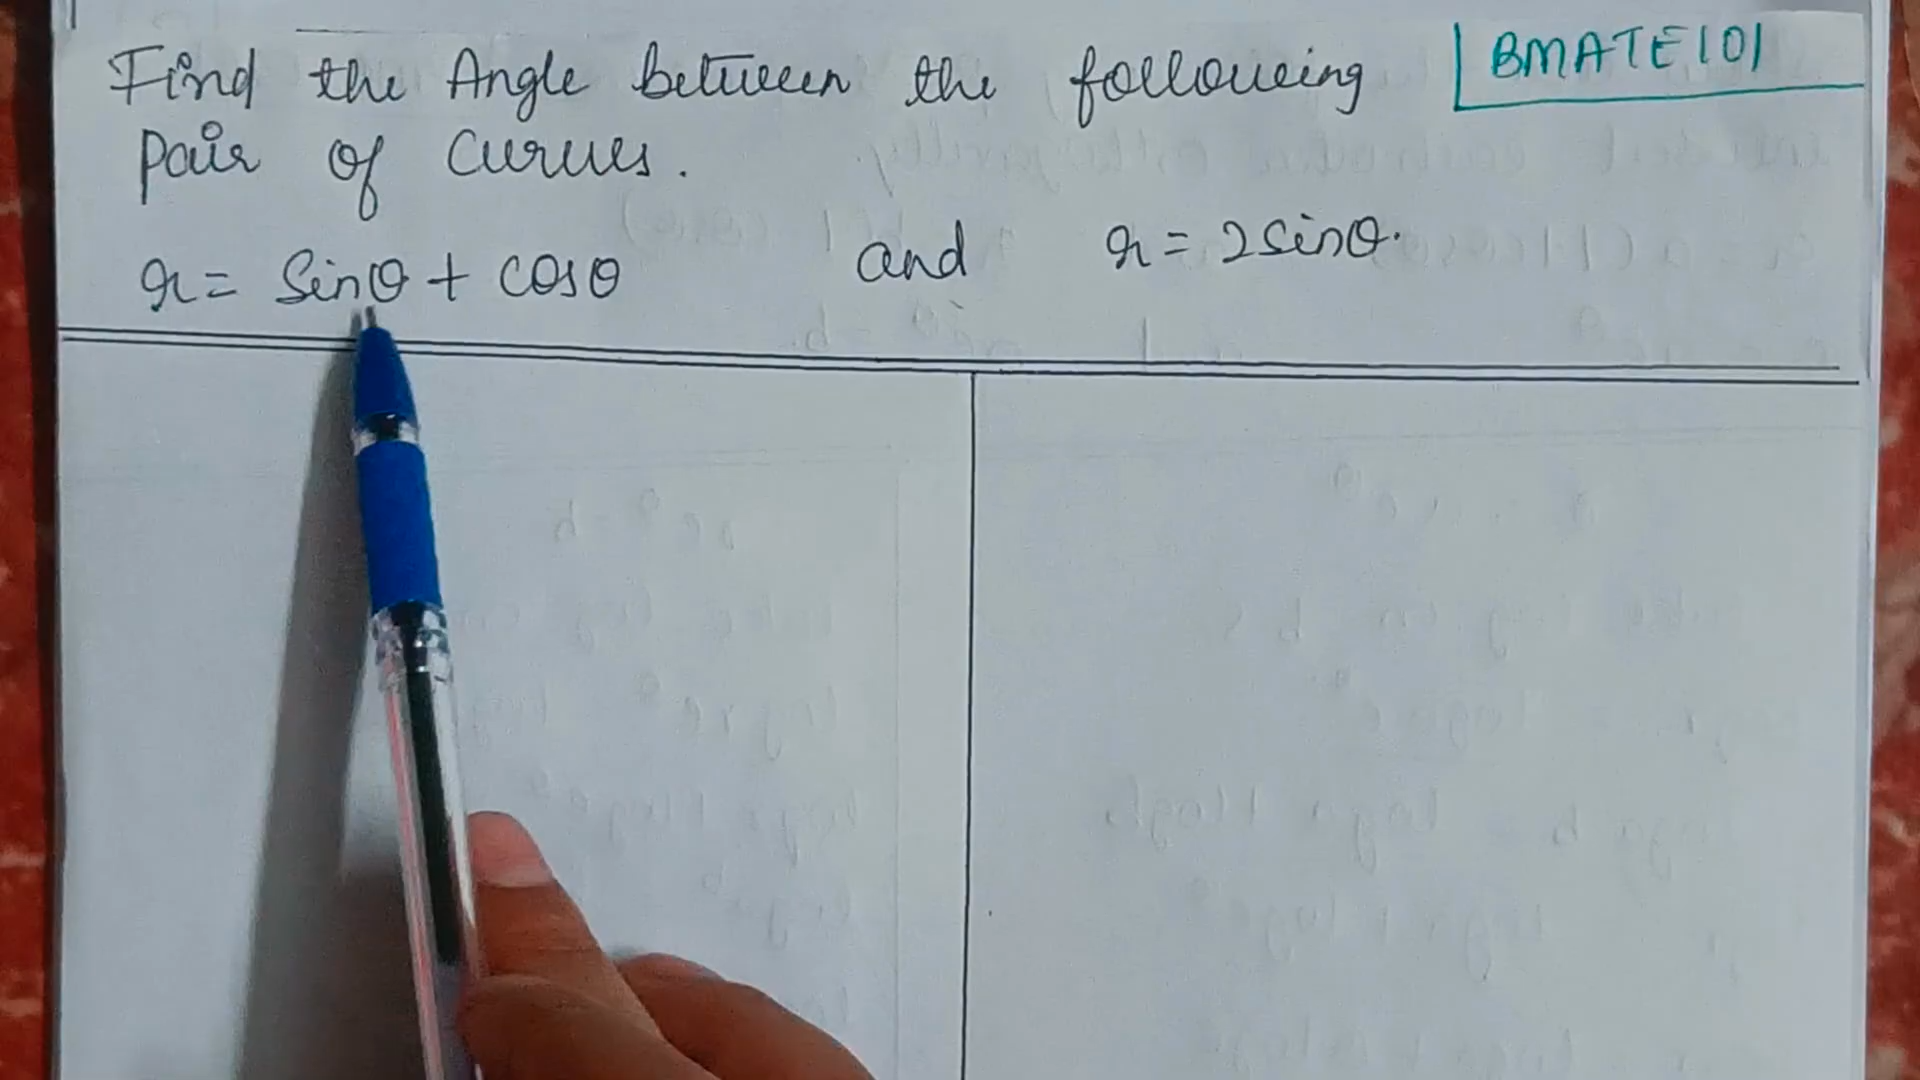 Find the Angle between the following
BMATE101
Pair of Curves.
r = Sinθ + cosθ and r = 2Sinθ.